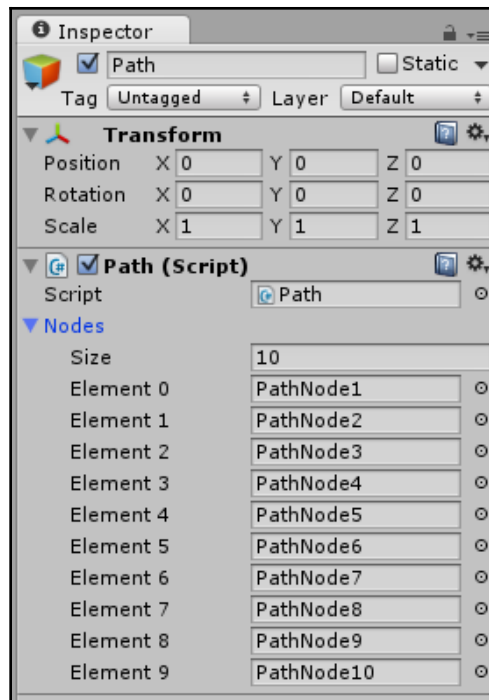 Inspector
Path Static
Tag Untagged Layer Default
Transform
Position X 0 Y 0 Z 0
Rotation X 0 Y 0 Z 0
Scale X 1 Y 1 Z 1
Path (Script)
Script Path
Nodes
Size 10
Element 0 PathNode1
Element 1 PathNode2
Element 2 PathNode3
Element 3 PathNode4
Element 4 PathNode5
Element 5 PathNode6
Element 6 PathNode7
Element 7 PathNode8
Element 8 PathNode9
Element 9 PathNode10